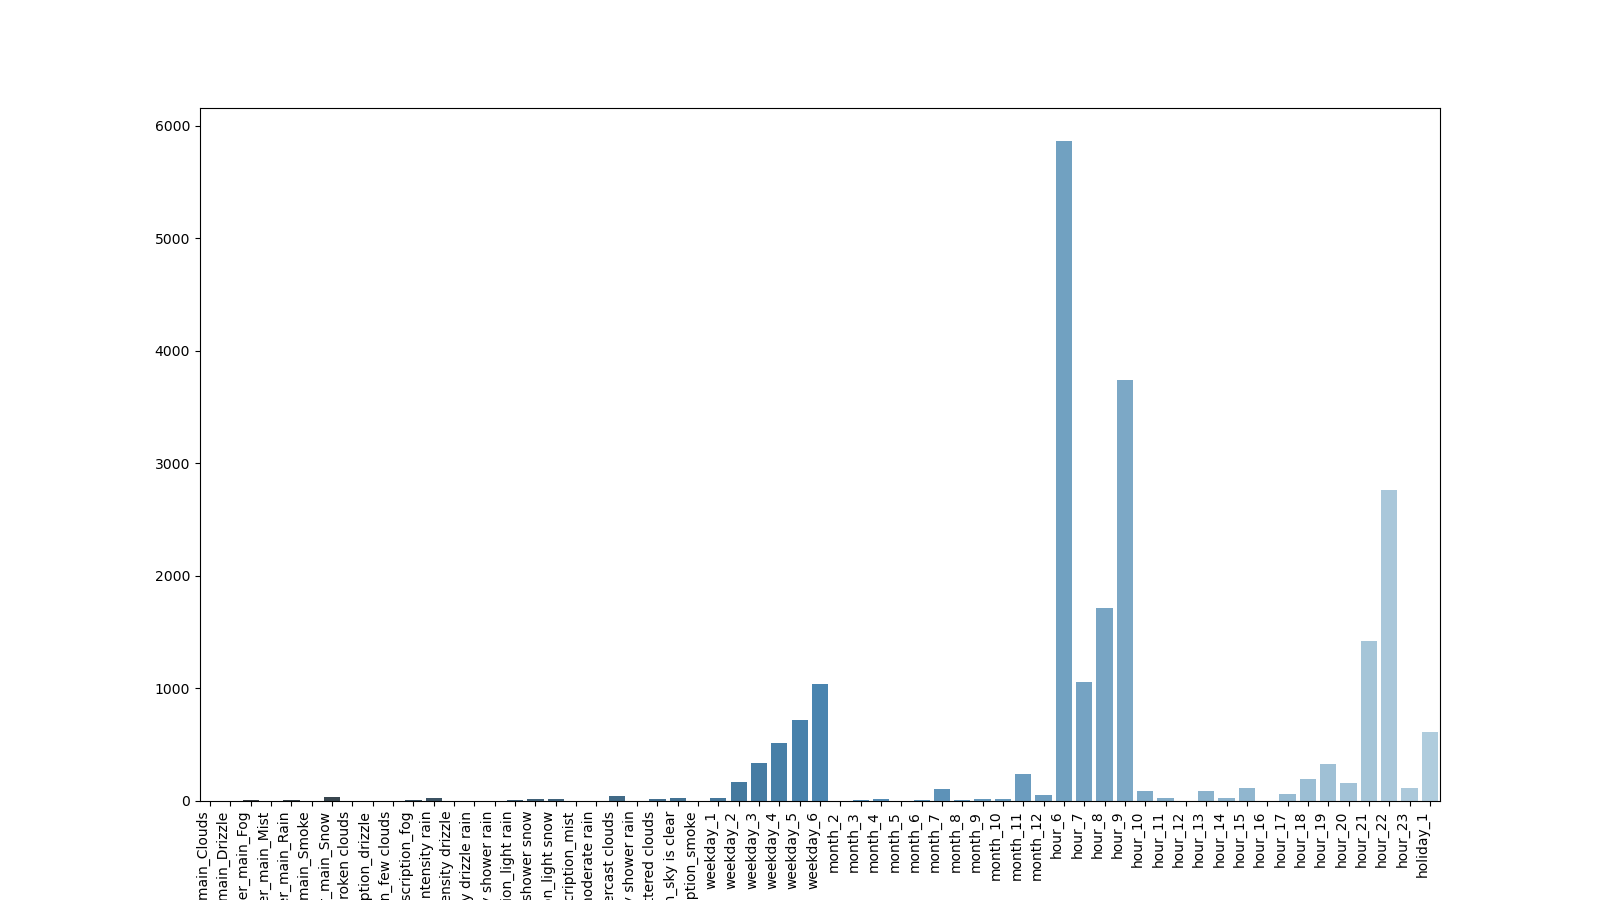 6000
5000
4000
3000
2000
1000
0
main_Clouds
main_Drizzle
er_main_Fog
er_main_Mist
er_main_Rain
main_Smoke
r_main_Snow
roken clouds
ption_drizzle
n_few clouds
scription_fog
ntensity rain
ensity drizzle
y drizzle rain
y shower rain
ion_light rain
shower snow
on_light snow
cription_mist
moderate rain
ercast clouds
y shower rain
ttered clouds
n_sky is clear
ption_smoke
weekday_1
weekday_2
weekday_3
weekday_4
weekday_5
weekday_6
month_2
month_3
month_4
month_5
month_6
month_7
month_8
month_9
month_10
month_11
month_12
hour_6
hour_7
hour_8
hour_9
hour_10
hour_11
hour_12
hour_13
hour_14
hour_15
hour_16
hour_17
hour_18
hour_19
hour_20
hour_21
hour_22
hour_23
holiday_1